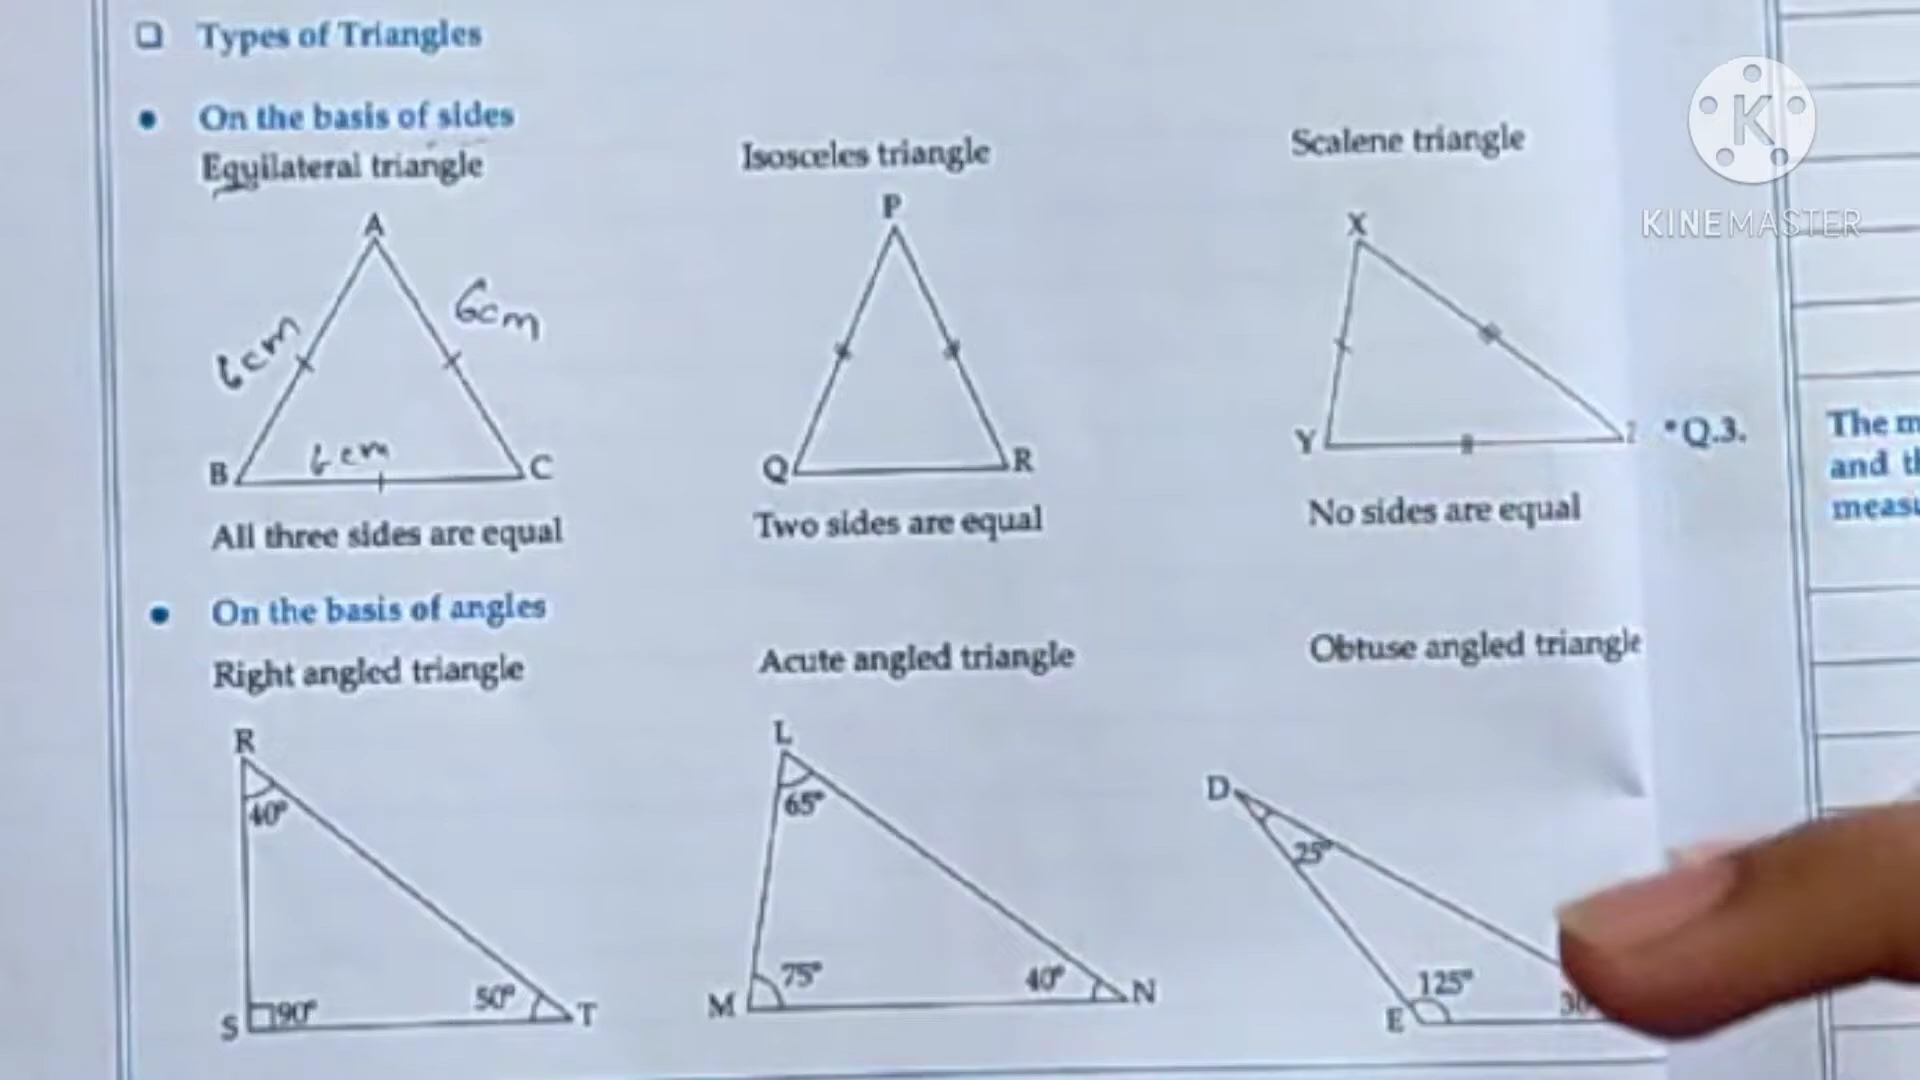 Types of Triangles
On the basis of sides
Equilateral triangle
Isosceles triangle
Scalene triangle
A
6cm
6cm
6cm
B
C
P
Q
R
X
Y
Z
All three sides are equal
Two sides are equal
No sides are equal
On the basis of angles
Right angled triangle
Acute angled triangle
Obtuse angled triangle
R
40°
S
90°
50°
T
L
65°
M
75°
40°
N
D
25°
125°
E
*Q.3.
The
and
KINEMASTER
K